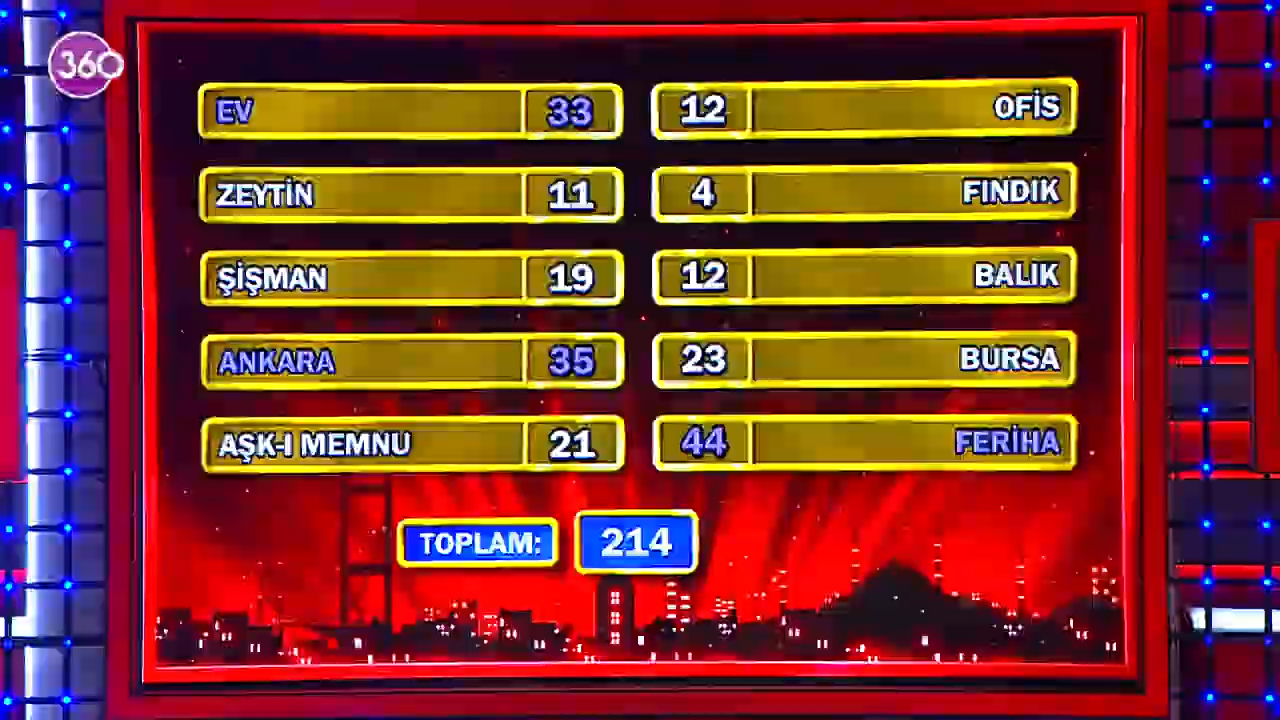 360
EV 33 12 OFİS
ZEYTİN 11 4 FINDIK
ŞİŞMAN 19 12 BALIK
ANKARA 35 23 BURSA
AŞK-I MEMNU 21 44 FERİHA
TOPLAM: 214